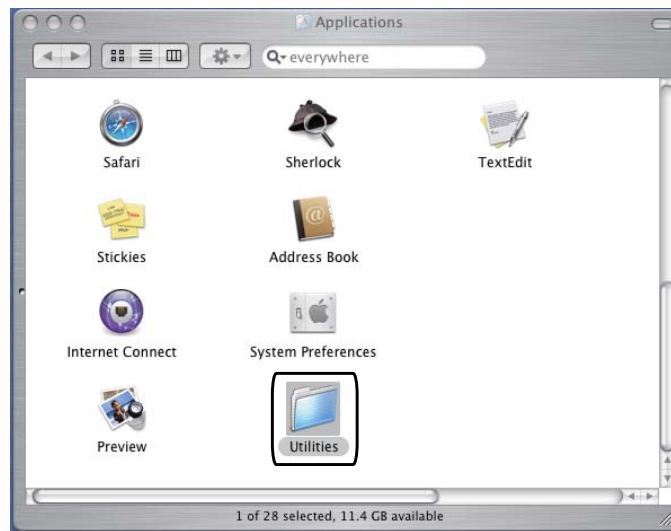 Applications
everywhere
Safari
Sherlock
TextEdit
Stickies
Address Book
Internet Connect
System Preferences
Preview
Utilities
1 of 28 selected, 11.4 GB available